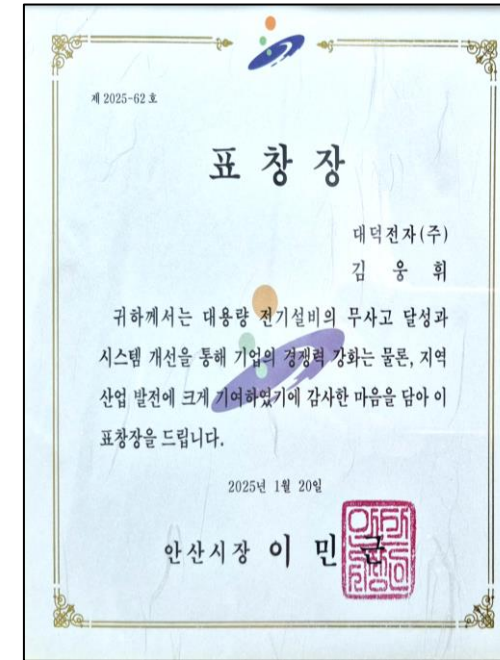 제 2025-62 호
표 창 장
대덕전자(주)
김 웅 휘
귀하께서는 대용량 전기설비의 무사고 달성과
시스템 개선을 통해 기업의 경쟁력 강화는 물론, 지역
산업 발전에 크게 기여하였기에 감사한 마음을 담아 이
표창장을 드립니다.
2025년 1월 20일
안산시장 이 민 근